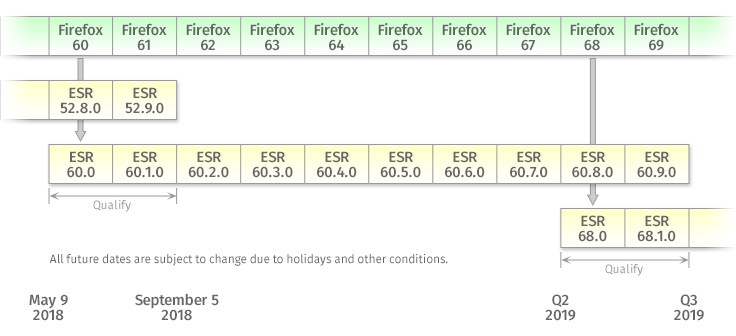 Firefox 60 Firefox 61 Firefox 62 Firefox 63 Firefox 64 Firefox 65 Firefox 66 Firefox 67 Firefox 68 Firefox 69
ESR 52.8.0 ESR 52.9.0
ESR 60.0 ESR 60.1.0 ESR 60.2.0 ESR 60.3.0 ESR 60.4.0 ESR 60.5.0 ESR 60.6.0 ESR 60.7.0 ESR 60.8.0 ESR 60.9.0
Qualify
ESR 68.0 ESR 68.1.0
Qualify
All future dates are subject to change due to holidays and other conditions.
May 9 2018 September 5 2018 Q2 2019 Q3 2019